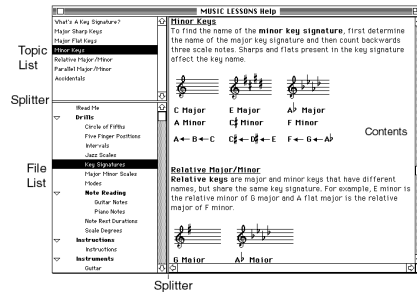 MUSIC LESSONS Help
What's A Key Signature?
Major Sharp Keys
Major Flat Keys
Minor Keys
Relative Major/Minor
Parallel Major/Minor
Accidentals
Topic
List
Splitter
!Read Me
Drills
Circle of Fifths
Five Finger Positions
Intervals
Jazz Scales
Key Signatures
Major Minor Scales
Modes
Note Reading
Guitar Notes
Piano Notes
Note Rest Durations
Scale Degrees
Instructions
Instructions
Instruments
Guitar
File
List
Minor Keys
To find the name of the minor key signature, first determine
the name of the major key signature and then count backwards
three scale notes. Sharps and flats present in the key signature
affect the key name.
C Major E Major A♭ Major
A Minor C♯ Minor F Minor
A←B←C C♯←D♯←E F←G←A♭
Contents
Relative Major/Minor
Relative keys are major and minor keys that have different
names, but share the same key signature. For example, E minor is
the relative minor of G major and A flat major is the relative
major of F minor.
G Major A♭ Major
Splitter